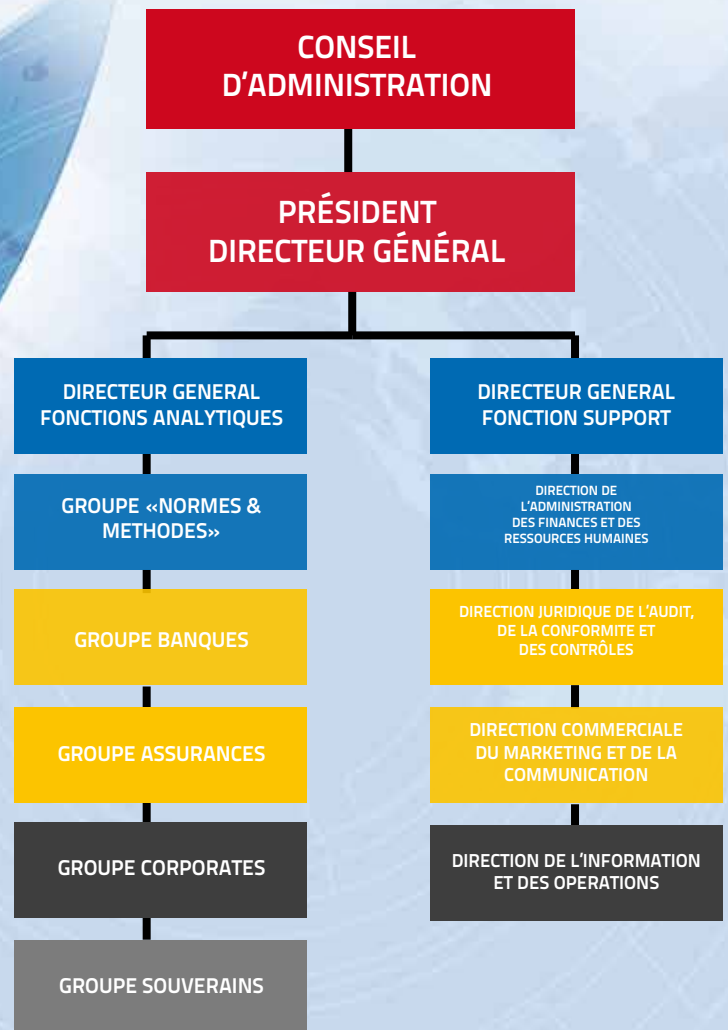 CONSEIL
D'ADMINISTRATION
PRÉSIDENT
DIRECTEUR GÉNÉRAL
DIRECTEUR GENERAL
FONCTIONS ANALYTIQUES
GROUPE «NORMES &
METHODES»
GROUPE BANQUES
GROUPE ASSURANCES
GROUPE CORPORATES
GROUPE SOUVERAINS
DIRECTEUR GENERAL
FONCTION SUPPORT
DIRECTION DE
L'ADMINISTRATION
DES FINANCES ET DES
RESSOURCES HUMAINES
DIRECTION JURIDIQUE DE L'AUDIT,
DE LA CONFORMITE ET
DES CONTRÔLES
DIRECTION COMMERCIALE
DU MARKETING ET DE LA
COMMUNICATION
DIRECTION DE L'INFORMATION
ET DES OPERATIONS